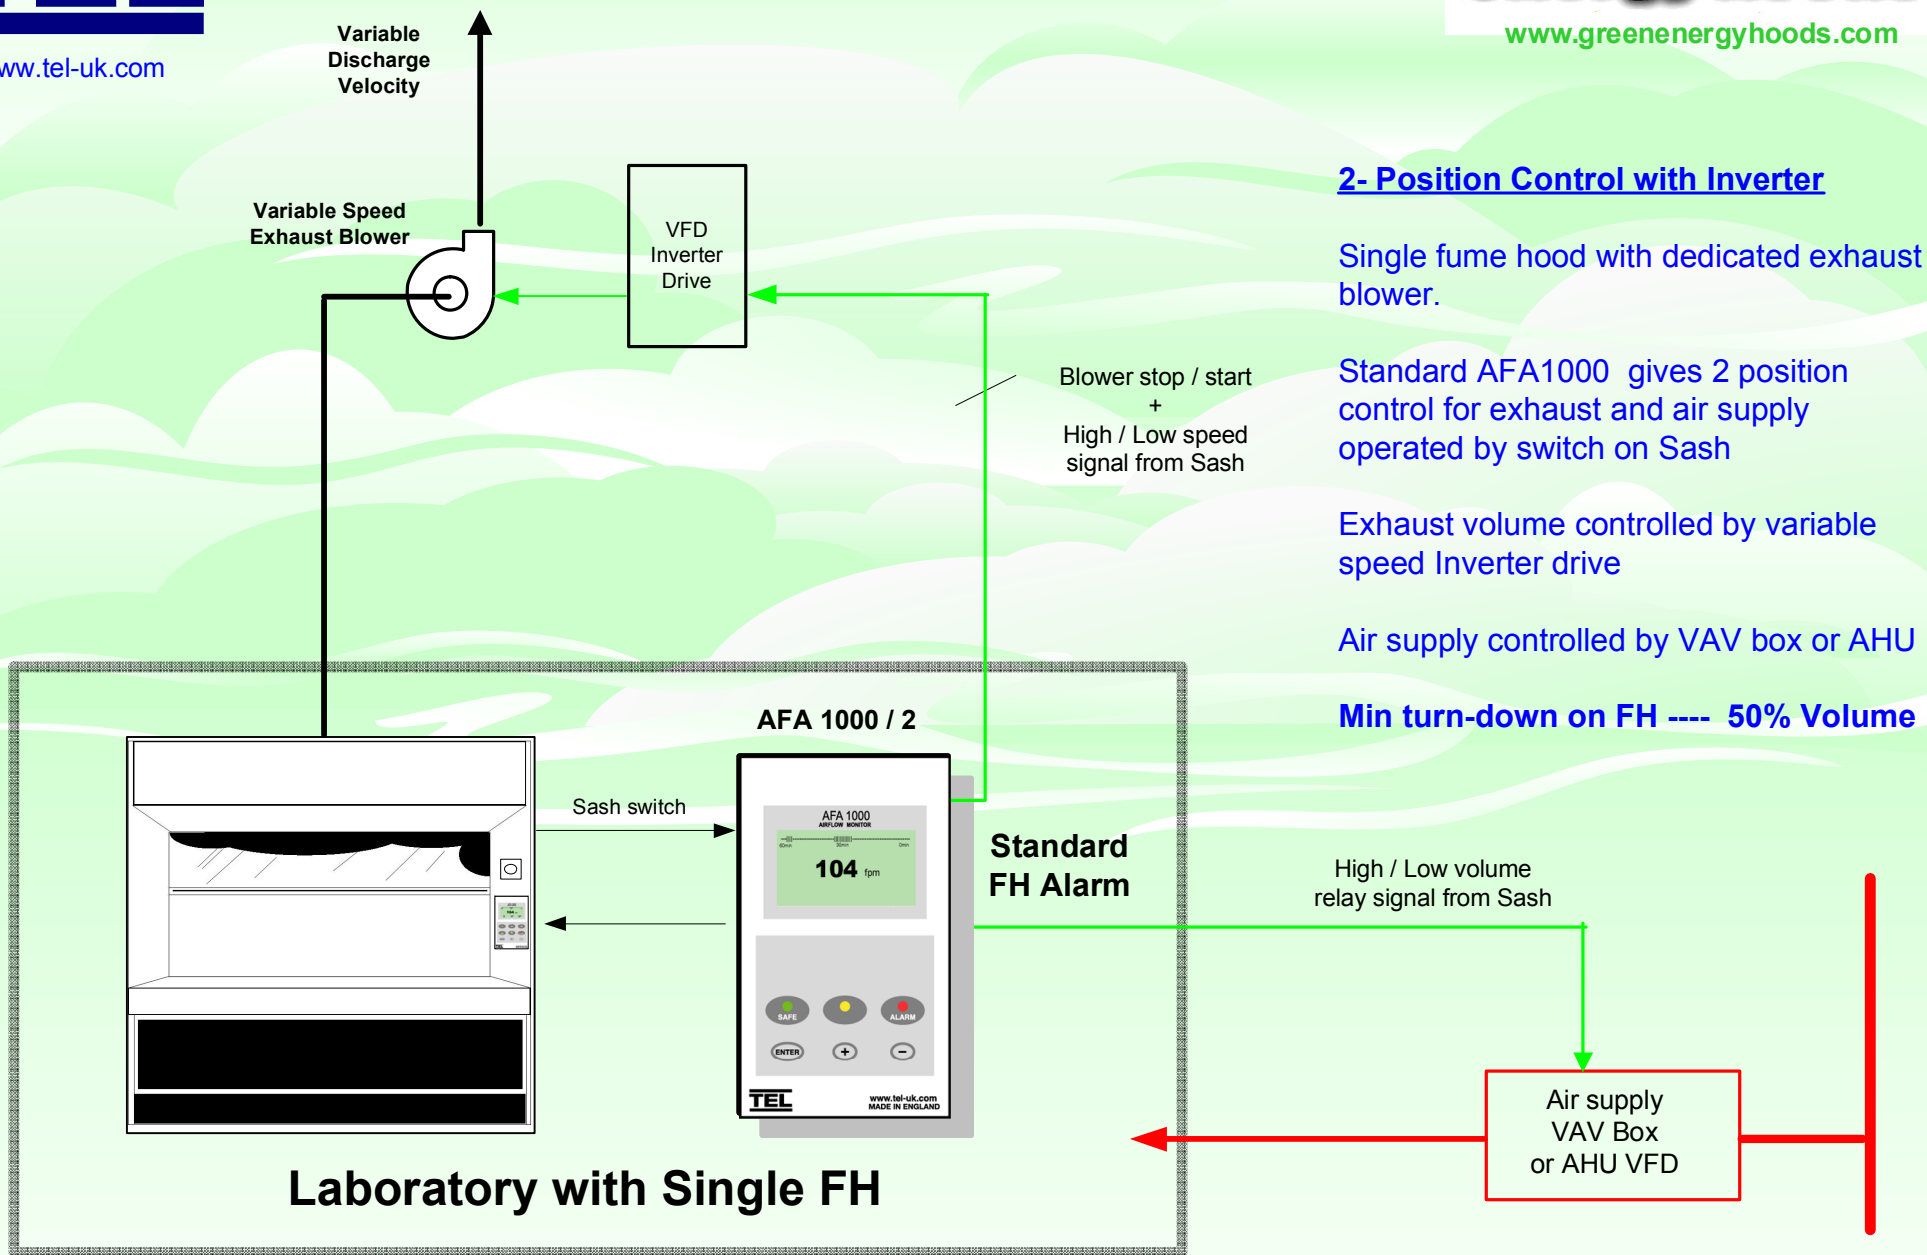 www.tel-uk.com
www.greenenergyhoods.com
Variable
Discharge
Velocity
Variable Speed
Exhaust Blower
VFD
Inverter
Drive
2- Position Control with Inverter
Single fume hood with dedicated exhaust
blower.
Standard AFA1000 gives 2 position
control for exhaust and air supply
operated by switch on Sash
Exhaust volume controlled by variable
speed Inverter drive
Air supply controlled by VAV box or AHU
Min turn-down on FH ---- 50% Volume
Blower stop / start
+
High / Low speed
signal from Sash
AFA 1000 / 2
Sash switch
AFA 1000
AIRFLOW MONITOR
60min 30min 0min
104 fpm
SAFE ALARM
ENTER + −
TEL
www.tel-uk.com
MADE IN ENGLAND
Standard
FH Alarm
High / Low volume
relay signal from Sash
Air supply
VAV Box
or AHU VFD
Laboratory with Single FH